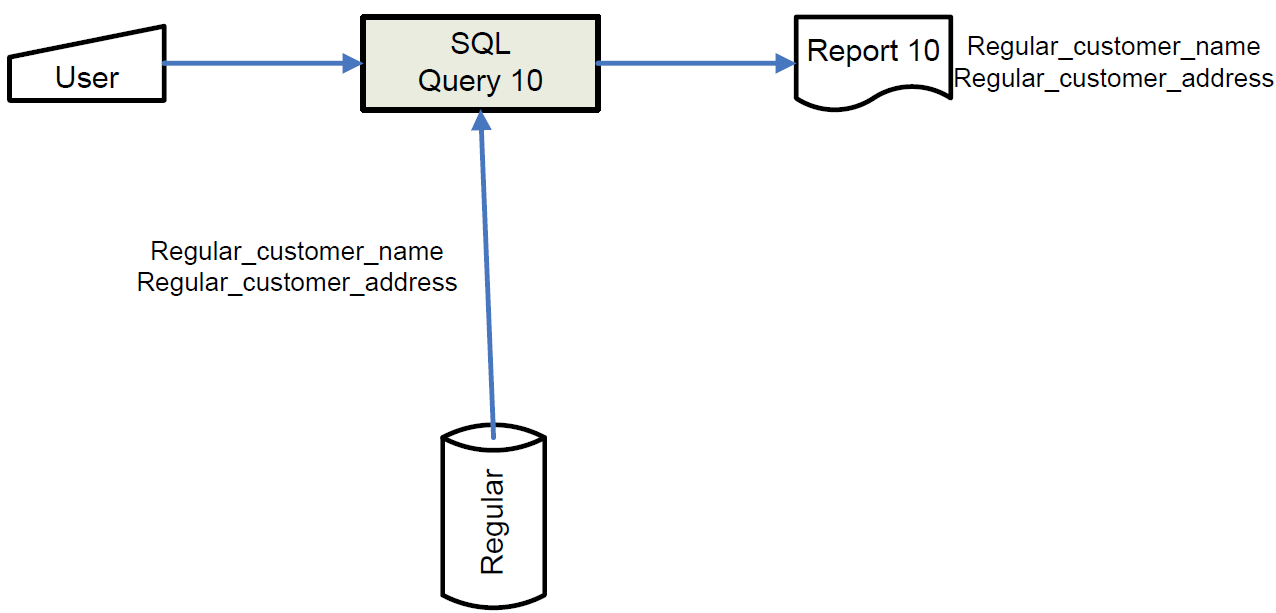 User
SQL
Query 10
Report 10
Regular_customer_name
Regular_customer_address
Regular_customer_name
Regular_customer_address
Regular